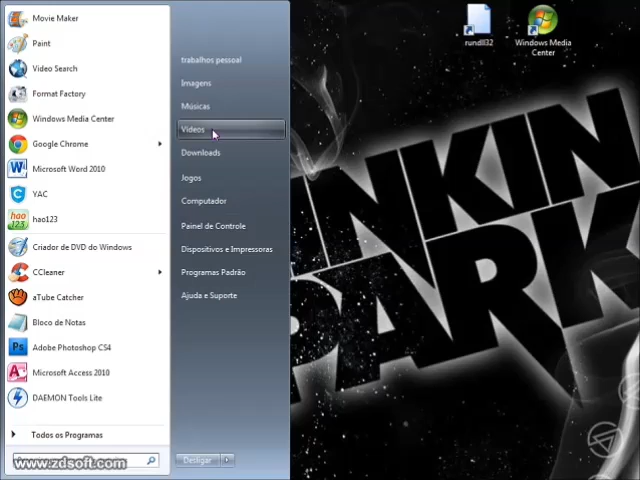 Movie Maker
Paint
Video Search
Format Factory
Windows Media Center
Google Chrome
Microsoft Word 2010
YAC
hao123
Criador de DVD do Windows
CCleaner
aTube Catcher
Bloco de Notas
Adobe Photoshop CS4
Microsoft Access 2010
DAEMON Tools Lite
Todos os Programas
www.zdsoft.com
trabalhos pessoal
Imagens
Músicas
Vídeos
Downloads
Jogos
Computador
Painel de Controle
Dispositivos e Impressoras
Programas Padrão
Ajuda e Suporte
Desligar
rundll32
Windows Media
Center
INKIN
PARK